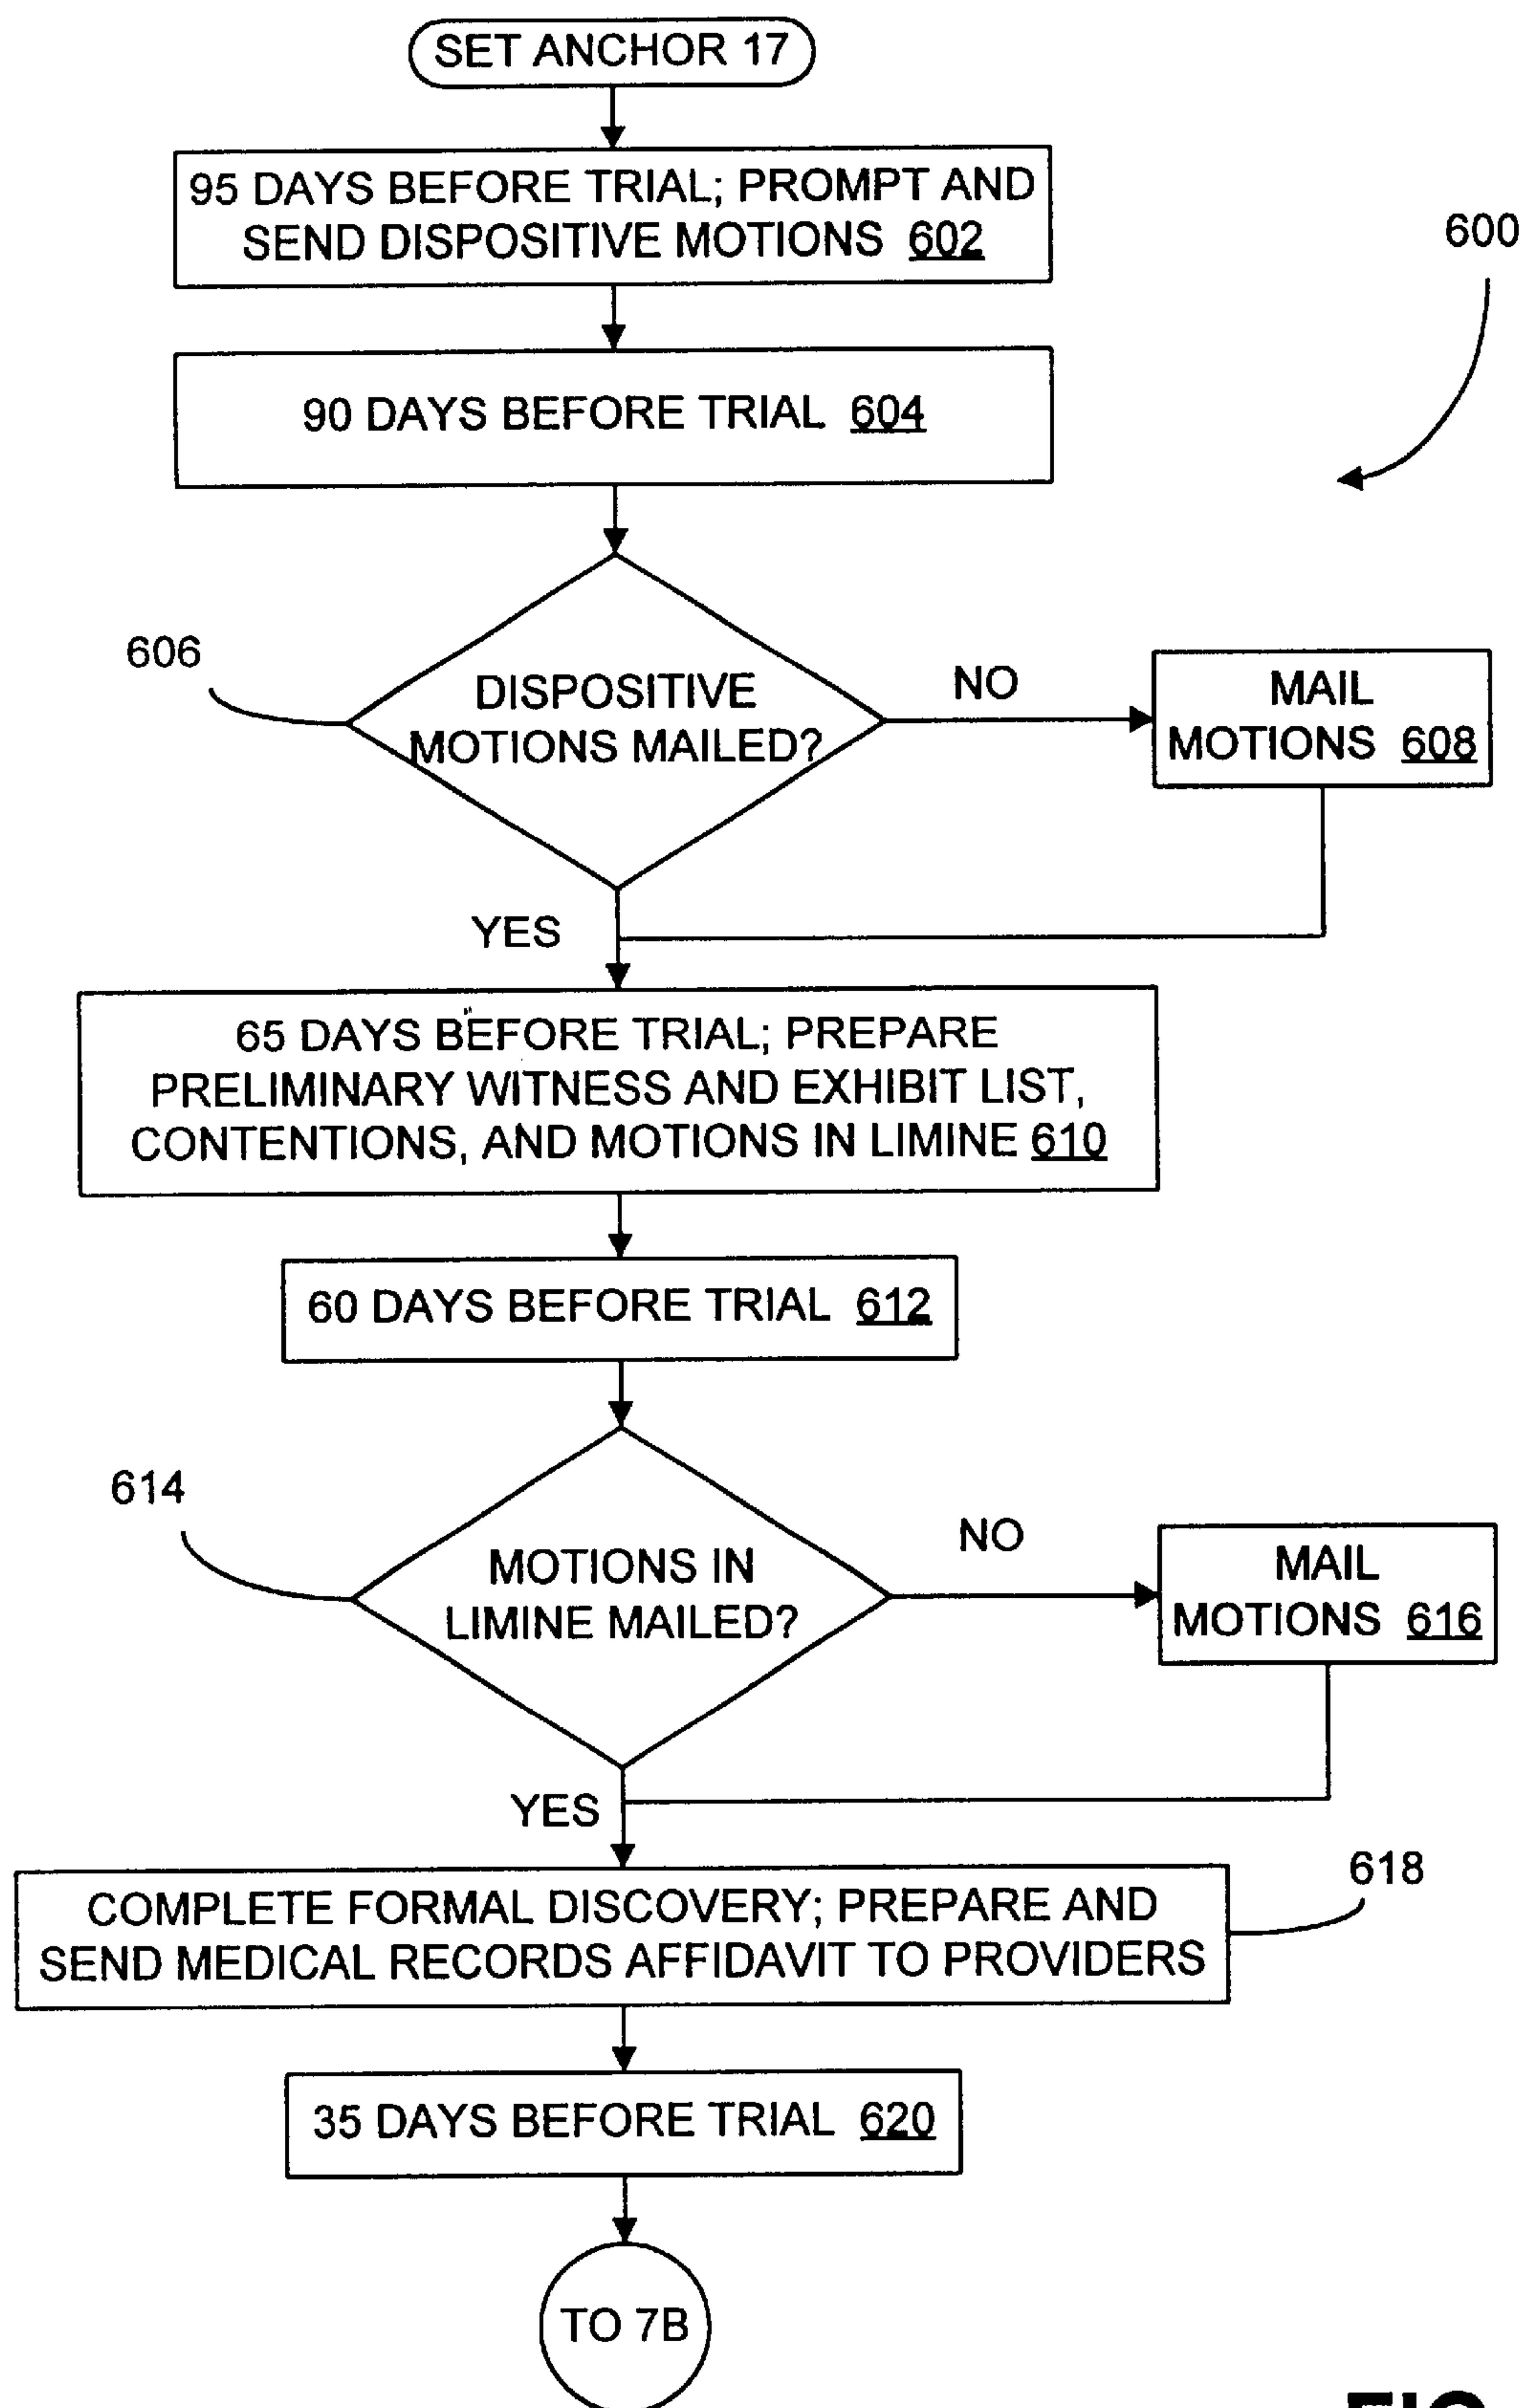 SET ANCHOR 17
95 DAYS BEFORE TRIAL; PROMPT AND
SEND DISPOSITIVE MOTIONS 602
600
90 DAYS BEFORE TRIAL 604
606
DISPOSITIVE
MOTIONS MAILED?
NO
MAIL
MOTIONS 608
YES
65 DAYS BEFORE TRIAL; PREPARE
PRELIMINARY WITNESS AND EXHIBIT LIST,
CONTENTIONS, AND MOTIONS IN LIMINE 610
60 DAYS BEFORE TRIAL 612
614
MOTIONS IN
LIMINE MAILED?
NO
MAIL
MOTIONS 616
YES
618
COMPLETE FORMAL DISCOVERY; PREPARE AND
SEND MEDICAL RECORDS AFFIDAVIT TO PROVIDERS
35 DAYS BEFORE TRIAL 620
TO 7B